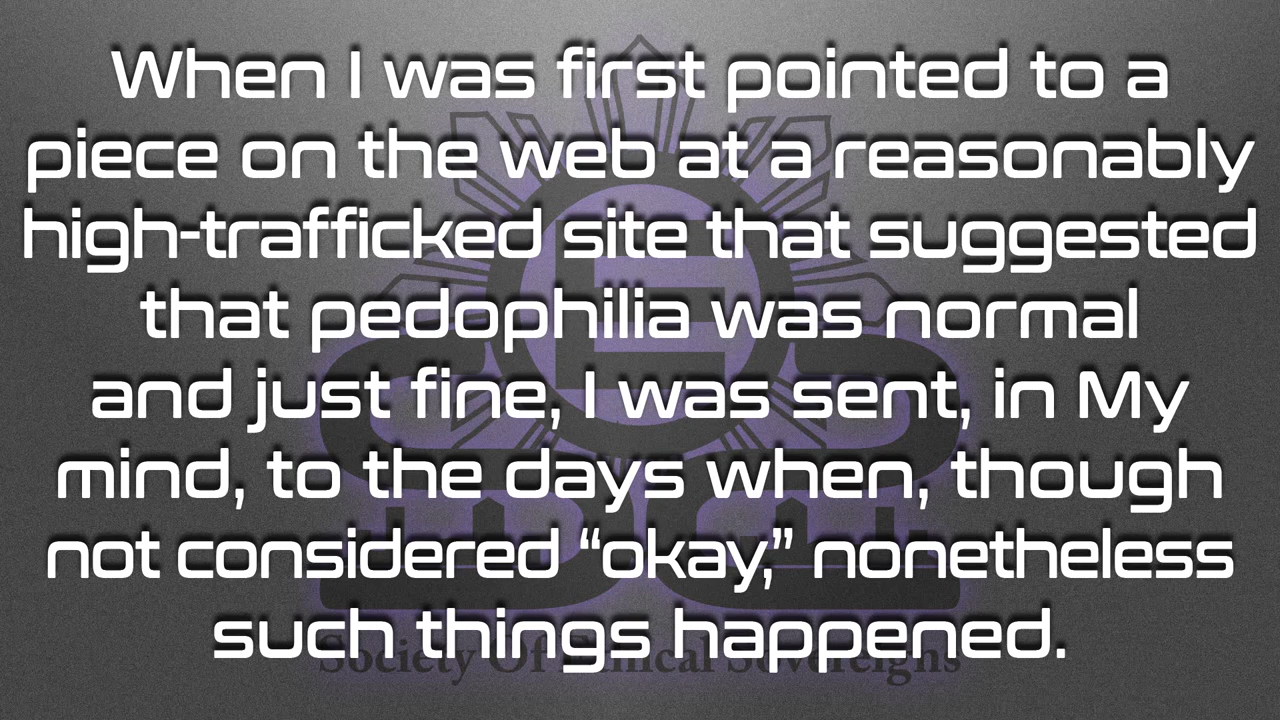 When I was first pointed to a
piece on the web at a reasonably
high-trafficked site that suggested
that pedophilia was normal
and just fine, I was sent, in My
mind, to the days when, though
not considered “okay,” nonetheless
such things happened.
Society Of Ethical Sovereigns